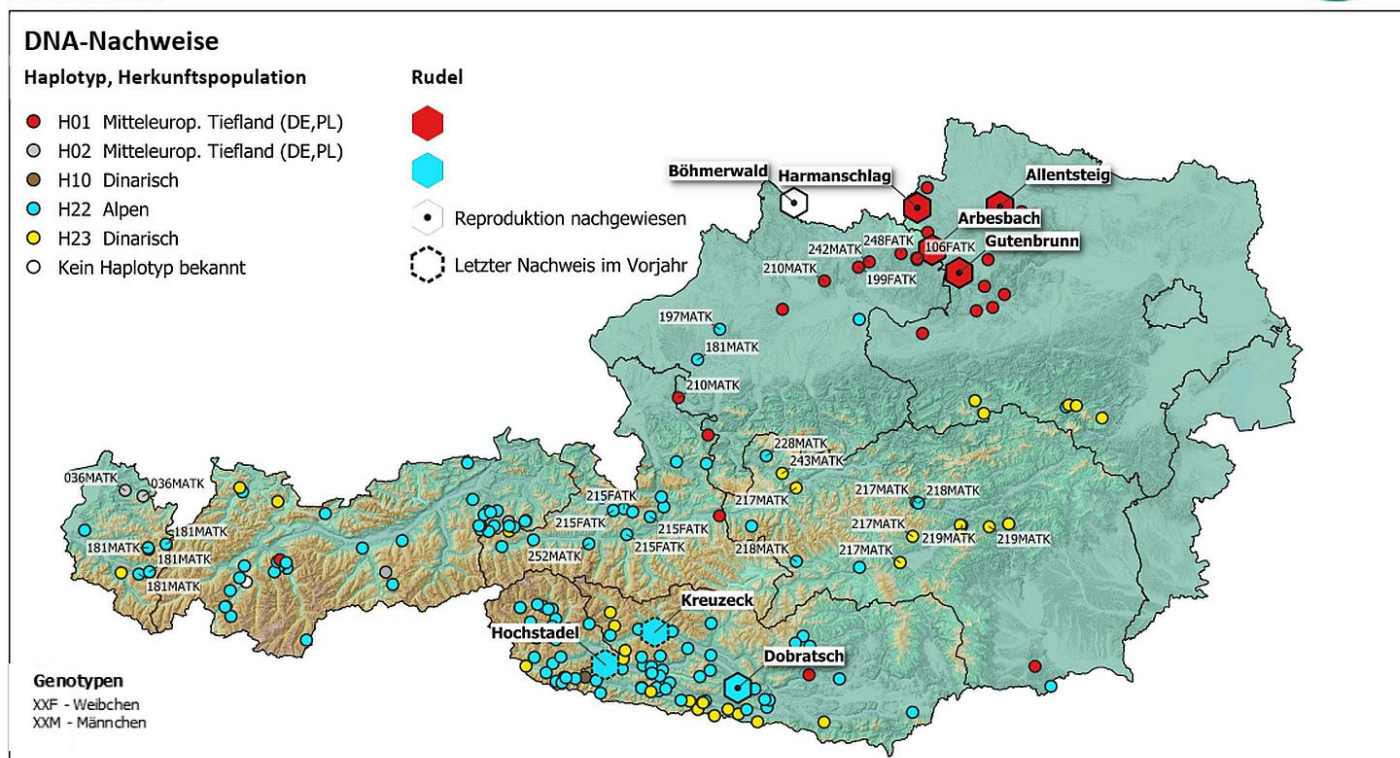 DNA-Nachweise
Haplotyp, Herkunftspopulation
Rudel
H01 Mitteleurop. Tiefland (DE,PL)
H02 Mitteleurop. Tiefland (DE,PL)
H10 Dinarisch
H22 Alpen
H23 Dinarisch
Kein Haplotyp bekannt
Reproduktion nachgewiesen
Letzter Nachweis im Vorjahr
Böhmerwald
Harmanschlag
Allentsteig
Arbesbach
Gutenbrunn
248FATK
106FATK
242MATK
210MATK
199FATK
197MATK
181MATK
210MATK
228MATK
243MATK
036MATK
036MATK
215FATK
217MATK
217MATK
218MATK
215FATK
215FATK
217MATK
219MATK
219MATK
181MATK
181MATK
181MATK
181MATK
252MATK
215FATK
218MATK
217MATK
Kreuzeck
Hochstadel
Dobratsch
Genotypen
XXF - Weibchen
XXM - Männchen